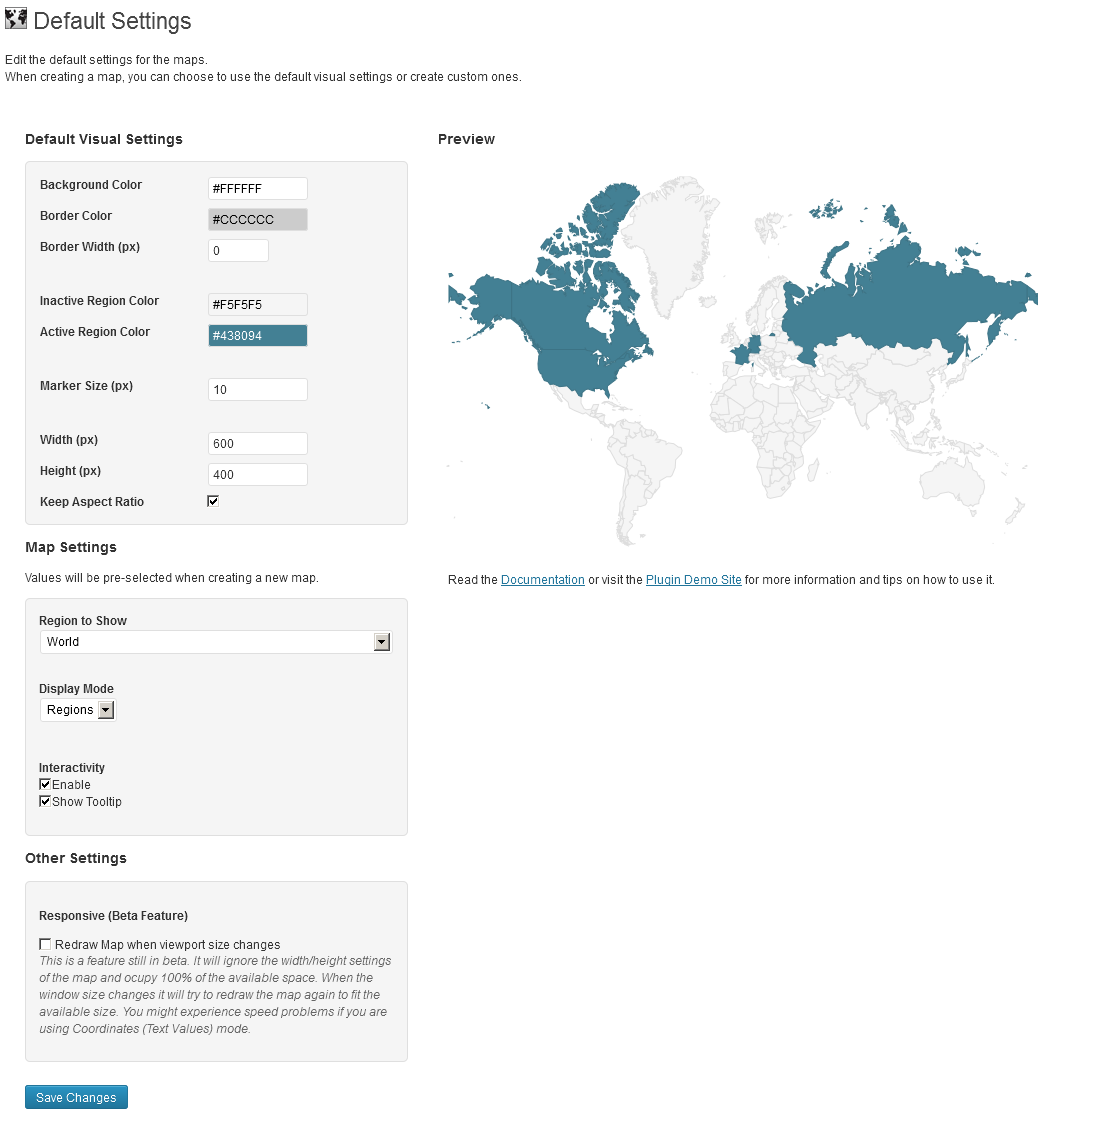 Default Settings
Edit the default settings for the maps.
When creating a map, you can choose to use the default visual settings or create custom ones.
Default Visual Settings
Background Color #FFFFFF
Border Color #CCCCCC
Border Width (px) 0
Inactive Region Color #F5F5F5
Active Region Color #438094
Marker Size (px) 10
Width (px) 600
Height (px) 400
Keep Aspect Ratio
Map Settings
Values will be pre-selected when creating a new map.
Region to Show
World
Display Mode
Regions
Interactivity
Enable
Show Tooltip
Other Settings
Responsive (Beta Feature)
Redraw Map when viewport size changes
This is a feature still in beta. It will ignore the width/height settings
of the map and ocupy 100% of the available space. When the
window size changes it will try to redraw the map again to fit the
available size. You might experience speed problems if you are
using Coordinates (Text Values) mode.
Save Changes
Preview
Read the Documentation or visit the Plugin Demo Site for more information and tips on how to use it.